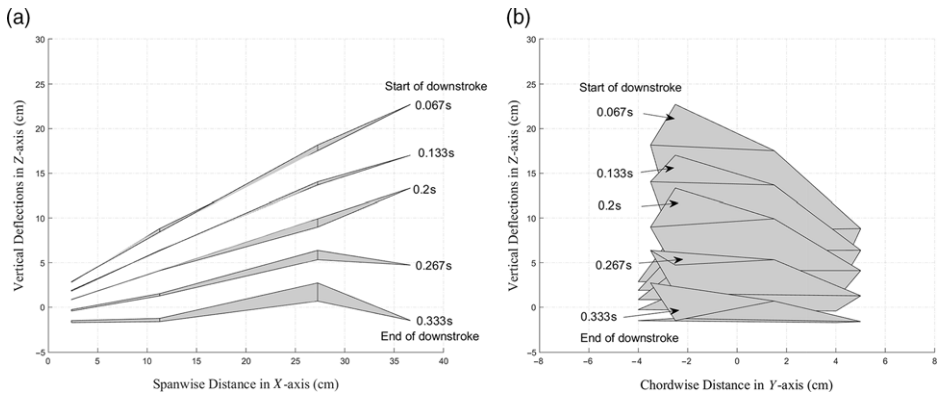 (a)
30
25
20
15
10
5
0
−5
0 5 10 15 20 25 30 35 40
Vertical Deflections in Z-axis (cm)
Spanwise Distance in X-axis (cm)
Start of downstroke
0.067s
0.133s
0.2s
0.267s
0.333s
End of downstroke
(b)
30
25
20
15
10
5
0
−5
−8 −6 −4 −2 0 2 4 6 8
Vertical Deflections in Z-axis (cm)
Chordwise Distance in Y-axis (cm)
Start of downstroke
0.067s
0.133s
0.2s
0.267s
0.333s
End of downstroke